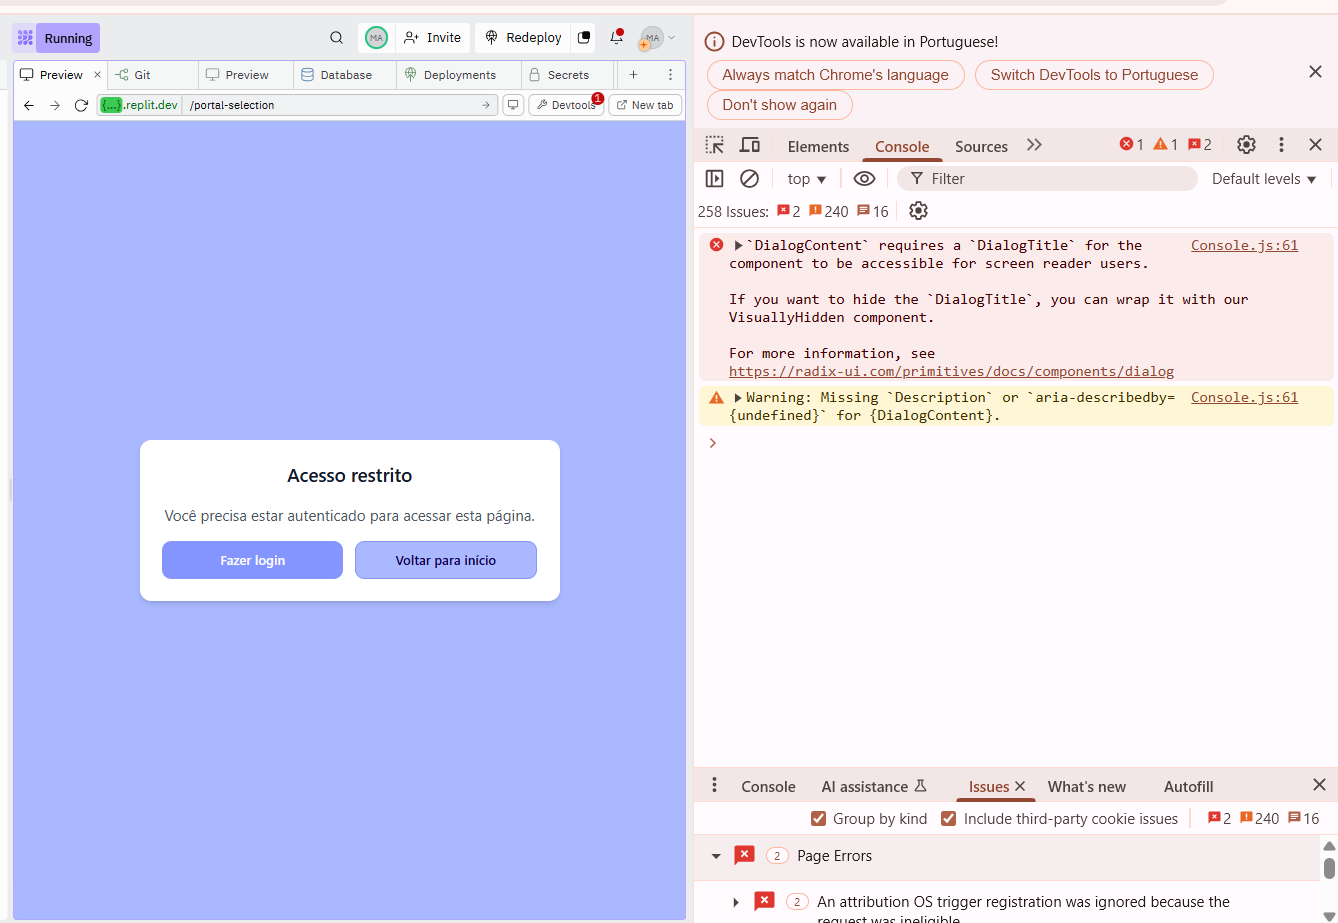 Running
MA
Invite
Redeploy
MA
Preview
Git
Preview
Database
Deployments
Secrets
{...}.replit.dev
/portal-selection
Devtools
1
New tab
Acesso restrito
Você precisa estar autenticado para acessar esta página.
Fazer login
Voltar para início
DevTools is now available in Portuguese!
Always match Chrome's language
Switch DevTools to Portuguese
Don't show again
Elements
Console
Sources
1
1
2
top
Filter
Default levels
258 Issues:
2
240
16
`DialogContent` requires a `DialogTitle` for the
Console.js:61
component to be accessible for screen reader users.
If you want to hide the `DialogTitle`, you can wrap it with our
VisuallyHidden component.
For more information, see
https://radix-ui.com/primitives/docs/components/dialog
Warning: Missing `Description` or `aria-describedby=
Console.js:61
{undefined}` for {DialogContent}.
Console
AI assistance
Issues
What's new
Autofill
Group by kind
Include third-party cookie issues
2
240
16
2
Page Errors
2
An attribution OS trigger registration was ignored because the
request was ineligible